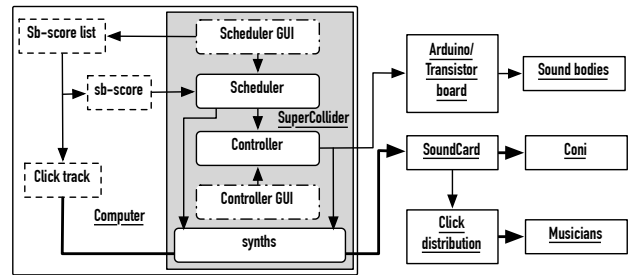 Sb-score list
Scheduler GUI
Arduino/
Transistor
board
Sound bodies
sb-score
Scheduler
SuperCollider
Controller
SoundCard
Coni
Click track
Controller GUI
Computer
synths
Click
distribution
Musicians